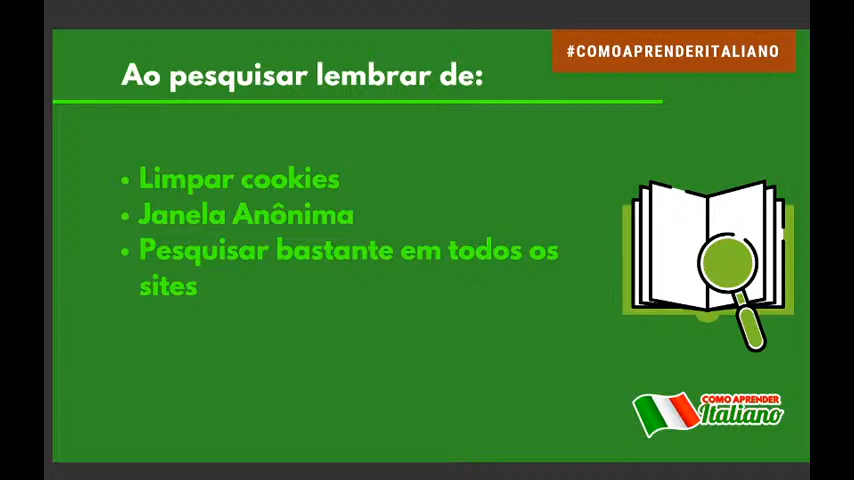 #COMOAPRENDERITALIANO
Ao pesquisar lembrar de:
• Limpar cookies
• Janela Anônima
• Pesquisar bastante em todos os
sites
COMO APRENDER
Italiano